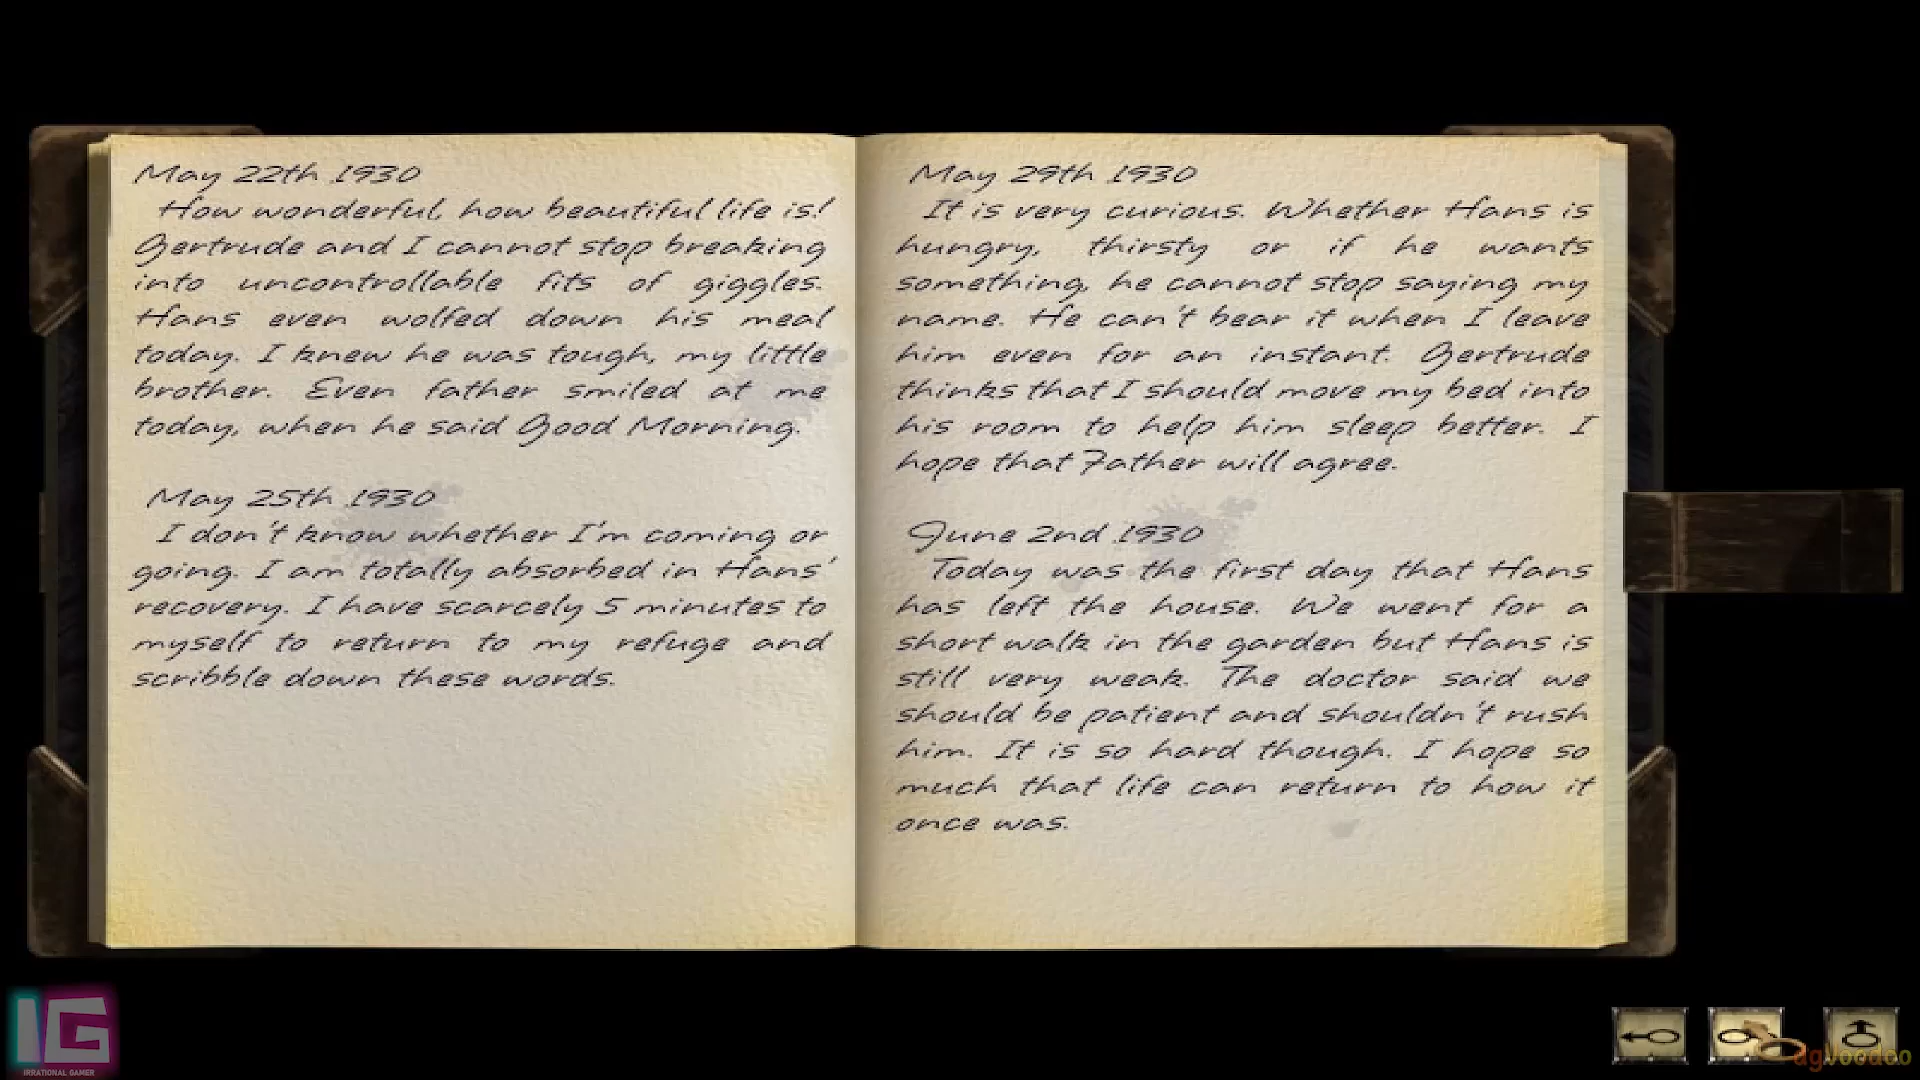 May 22th 1930
How wonderful, how beautiful life is!
Gertrude and I cannot stop breaking
into uncontrollable fits of giggles.
Hans even wolfed down his meal
today. I knew he was tough, my little
brother. Even father smiled at me
today, when he said Good Morning.
May 25th 1930
I don't know whether I'm coming or
going. I am totally absorbed in Hans'
recovery. I have scarcely 5 minutes to
myself to return to my refuge and
scribble down these words.
May 29th 1930
It is very curious. Whether Hans is
hungry, thirsty or if he wants
something, he cannot stop saying my
name. He can't bear it when I leave
him even for an instant. Gertrude
thinks that I should move my bed into
his room to help him sleep better. I
hope that Father will agree.
June 2nd 1930
Today was the first day that Hans
has left the house. We went for a
short walk in the garden but Hans is
still very weak. The doctor said we
should be patient and shouldn't rush
him. It is so hard though. I hope so
much that life can return to how it
once was.
IG
IRRATIONAL GAMER
dgVoodoo